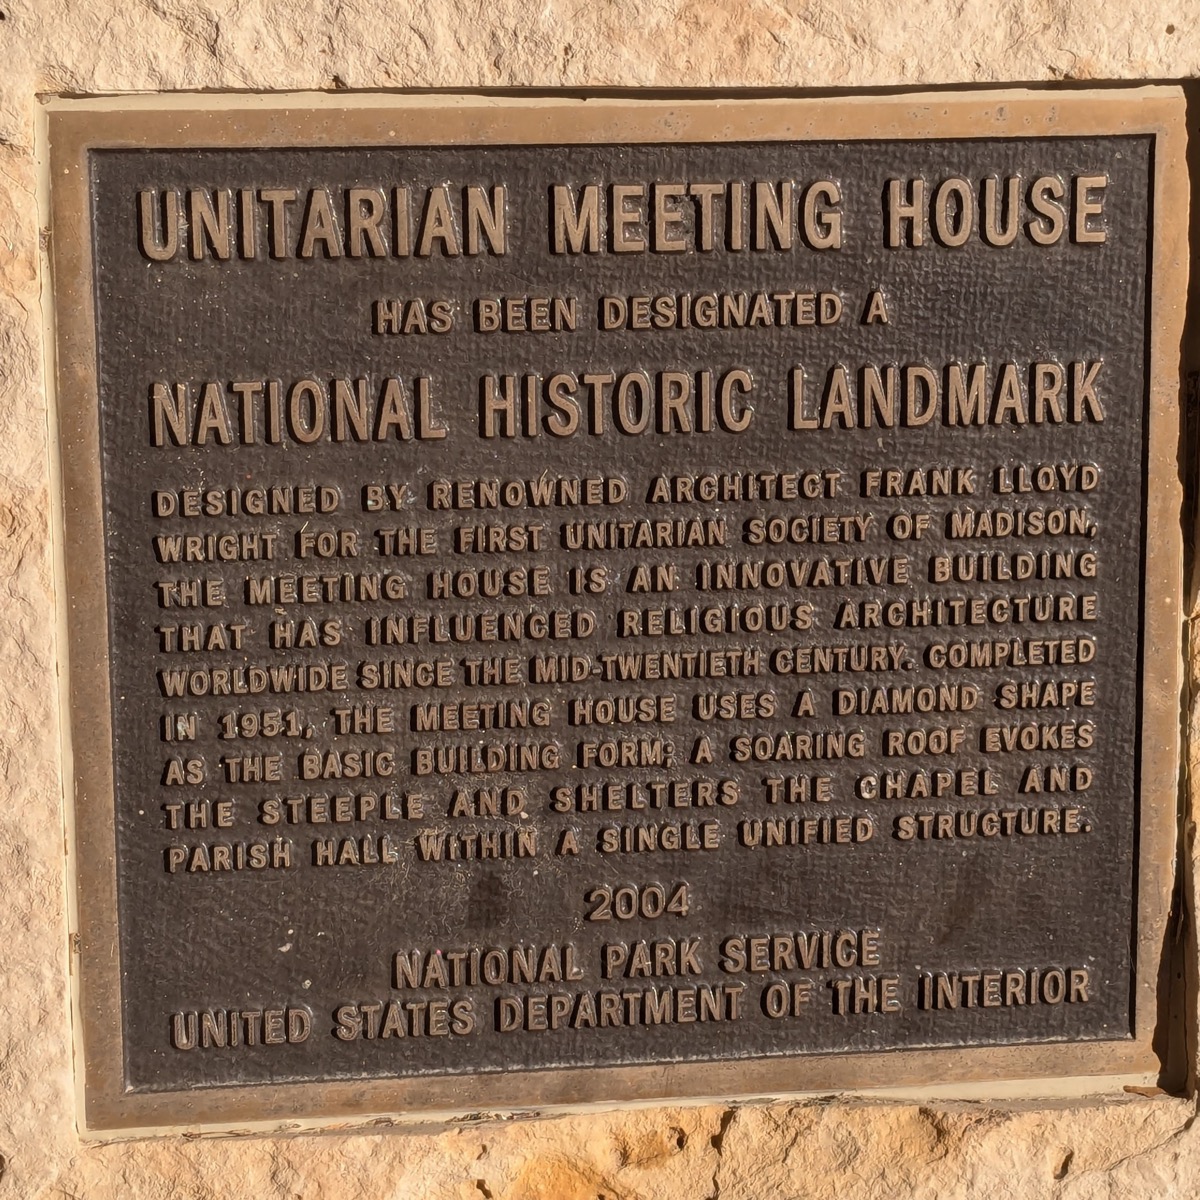 UNITARIAN MEETING HOUSE
HAS BEEN DESIGNATED A
NATIONAL HISTORIC LANDMARK
DESIGNED BY RENOWNED ARCHITECT FRANK LLOYD
WRIGHT FOR THE FIRST UNITARIAN SOCIETY OF MADISON,
THE MEETING HOUSE IS AN INNOVATIVE BUILDING
THAT HAS INFLUENCED RELIGIOUS ARCHITECTURE
WORLDWIDE SINCE THE MID-TWENTIETH CENTURY. COMPLETED
IN 1951, THE MEETING HOUSE USES A DIAMOND SHAPE
AS THE BASIC BUILDING FORM; A SOARING ROOF EVOKES
THE STEEPLE AND SHELTERS THE CHAPEL AND
PARISH HALL WITHIN A SINGLE UNIFIED STRUCTURE.
2004
NATIONAL PARK SERVICE
UNITED STATES DEPARTMENT OF THE INTERIOR